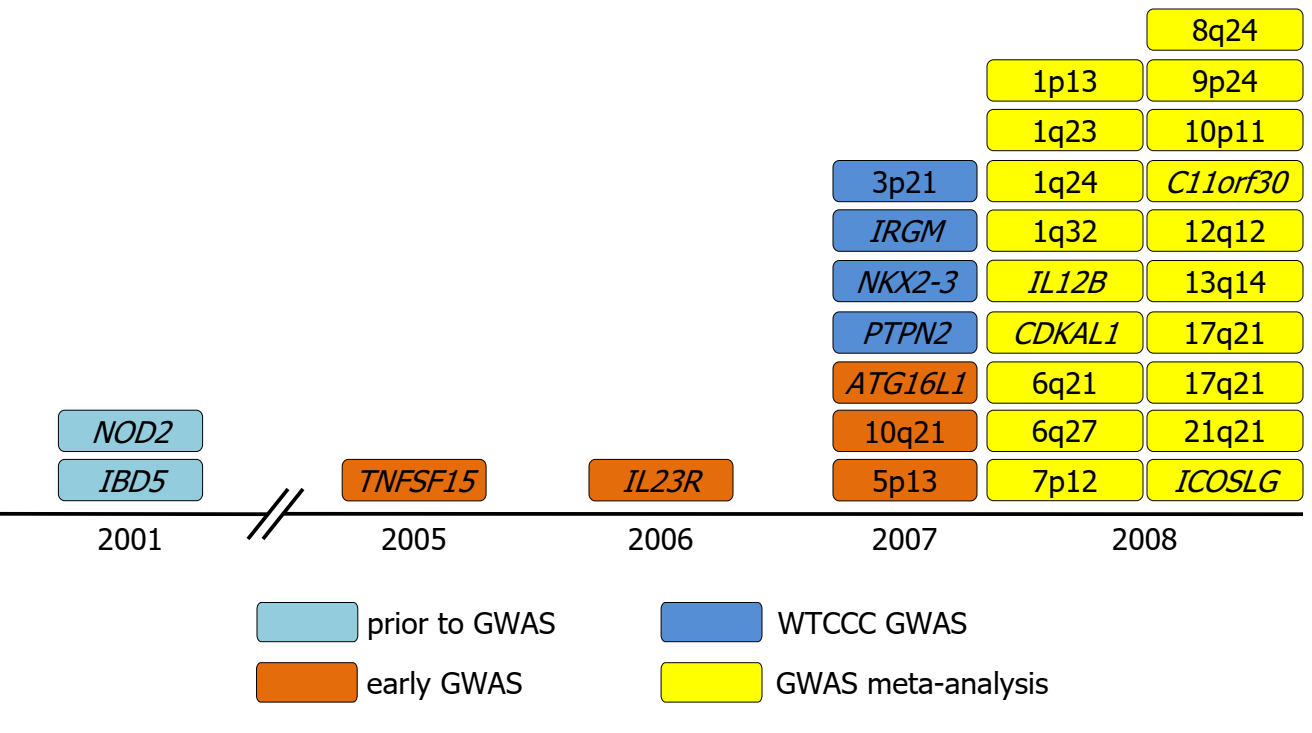 8q24
1p13 9p24
1q23 10p11
3p21 1q24 C11orf30
IRGM 1q32 12q12
NKX2-3 IL12B 13q14
PTPN2 CDKAL1 17q21
ATG16L1 6q21 17q21
NOD2 10q21 6q27 21q21
IBD5 TNFSF15 IL23R 5p13 7p12 ICOSLG
2001 2005 2006 2007 2008
prior to GWAS WTCCC GWAS
early GWAS GWAS meta-analysis